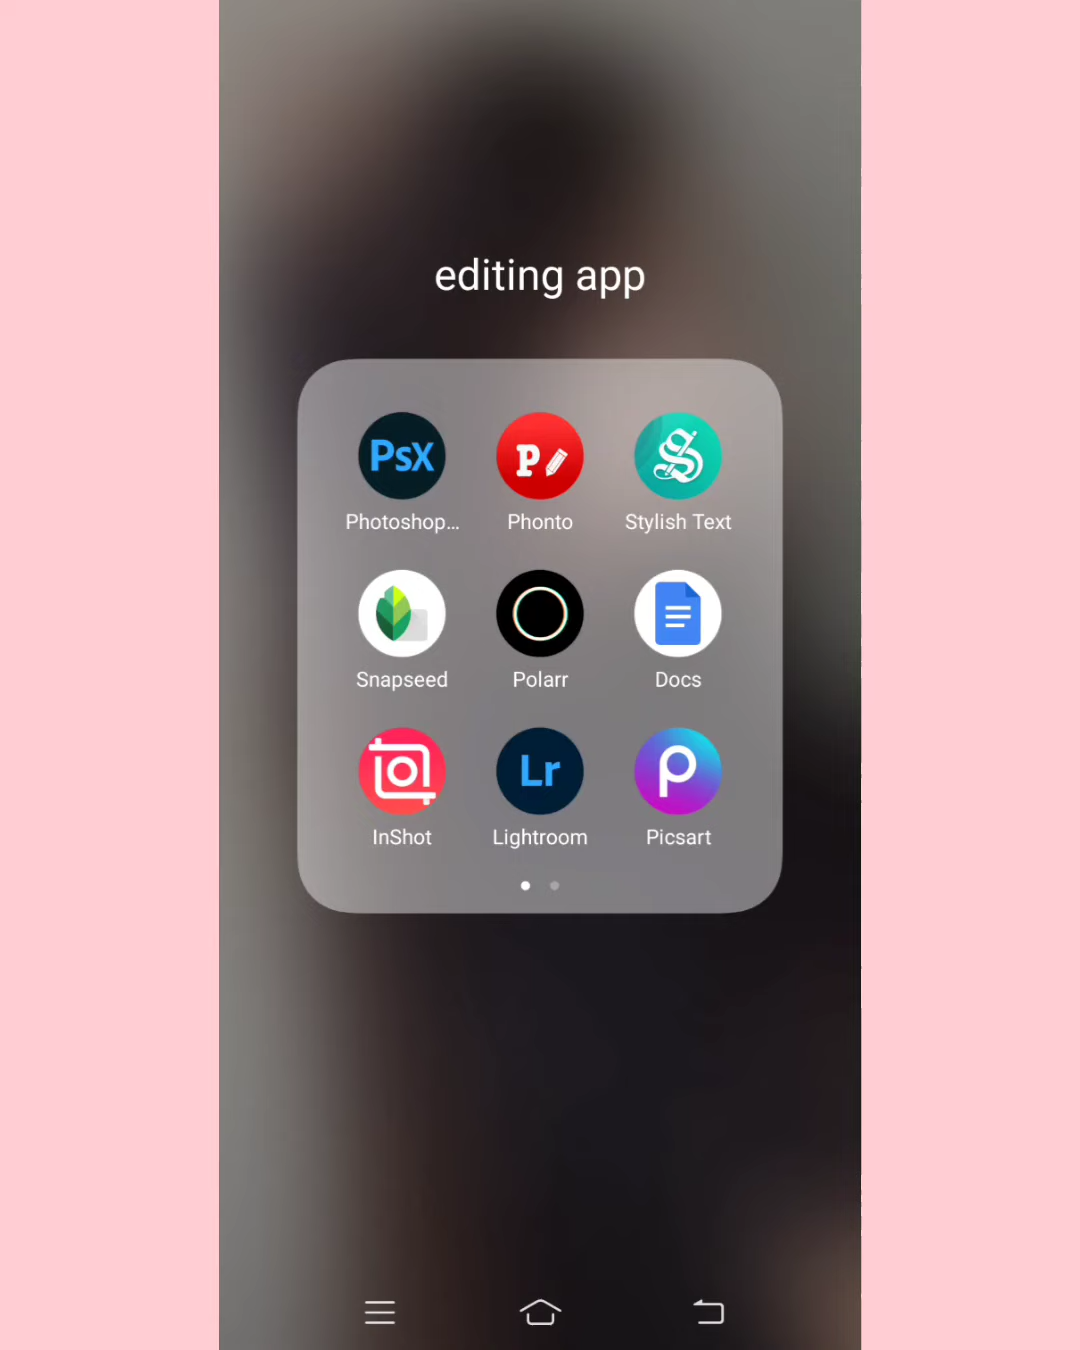 editing app
PsX
P
S
Photoshop...
Phonto
Stylish Text
Snapseed
Polarr
Docs
Lr
P
InShot
Lightroom
Picsart